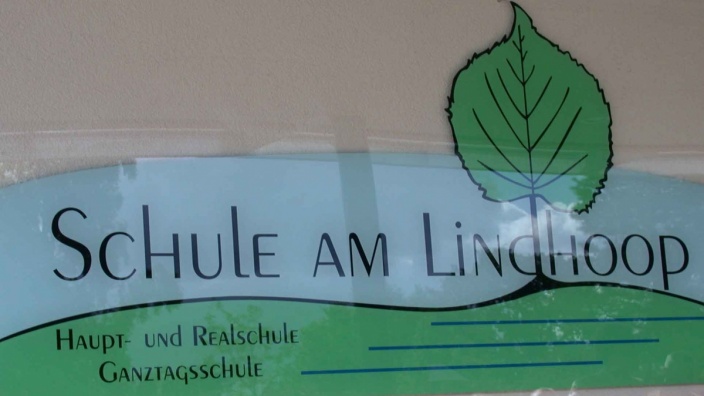 Schule am Lindhoop
Haupt- und Realschule
Ganztagsschule